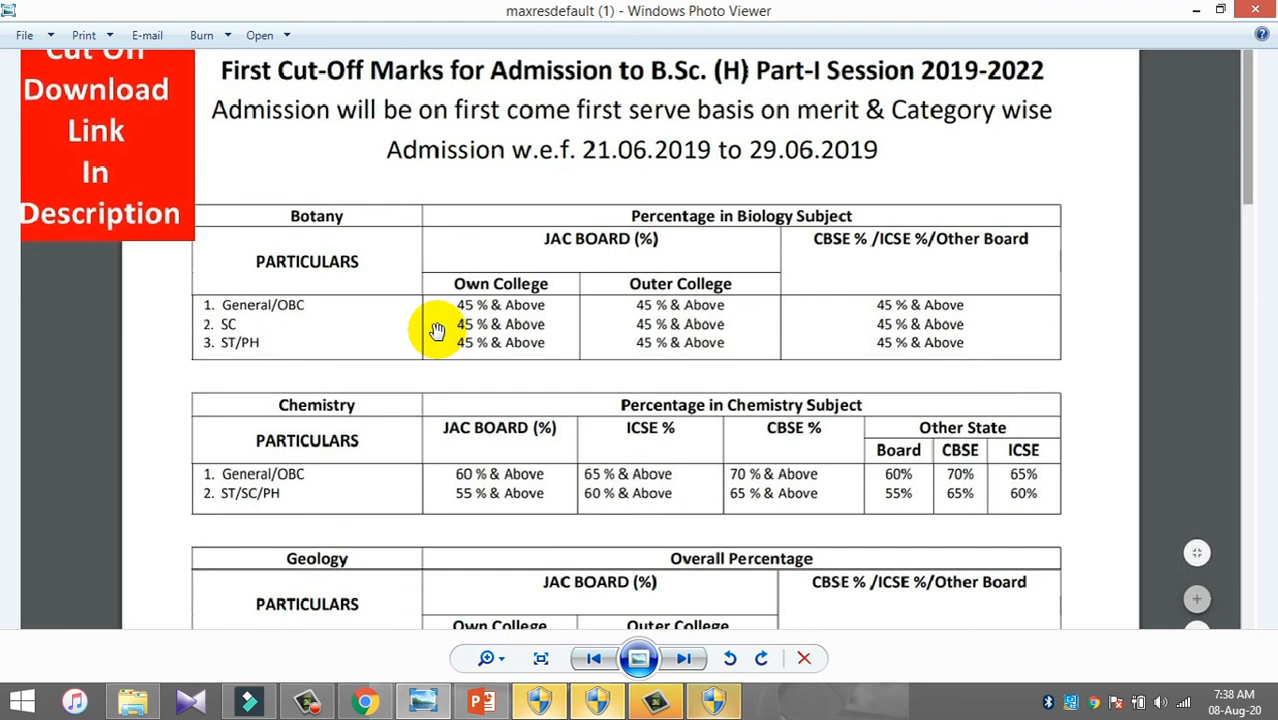 maxresdefault (1) - Windows Photo Viewer
File Print E-mail Burn Open
Cut Off
Download
Link
In
Description
First Cut-Off Marks for Admission to B.Sc. (H) Part-I Session 2019-2022
Admission will be on first come first serve basis on merit & Category wise
Admission w.e.f. 21.06.2019 to 29.06.2019
Botany Percentage in Biology Subject
PARTICULARS JAC BOARD (%) CBSE % /ICSE %/Other Board
Own College Outer College
1. General/OBC 45 % & Above 45 % & Above 45 % & Above
2. SC 45 % & Above 45 % & Above 45 % & Above
3. ST/PH 45 % & Above 45 % & Above 45 % & Above
Chemistry Percentage in Chemistry Subject
PARTICULARS JAC BOARD (%) ICSE % CBSE % Other State
Board CBSE ICSE
1. General/OBC 60 % & Above 65 % & Above 70 % & Above 60% 70% 65%
2. ST/SC/PH 55 % & Above 60 % & Above 65 % & Above 55% 65% 60%
Geology Overall Percentage
PARTICULARS JAC BOARD (%) CBSE % /ICSE %/Other Board
Own College Outer College
7:38 AM
08-Aug-20